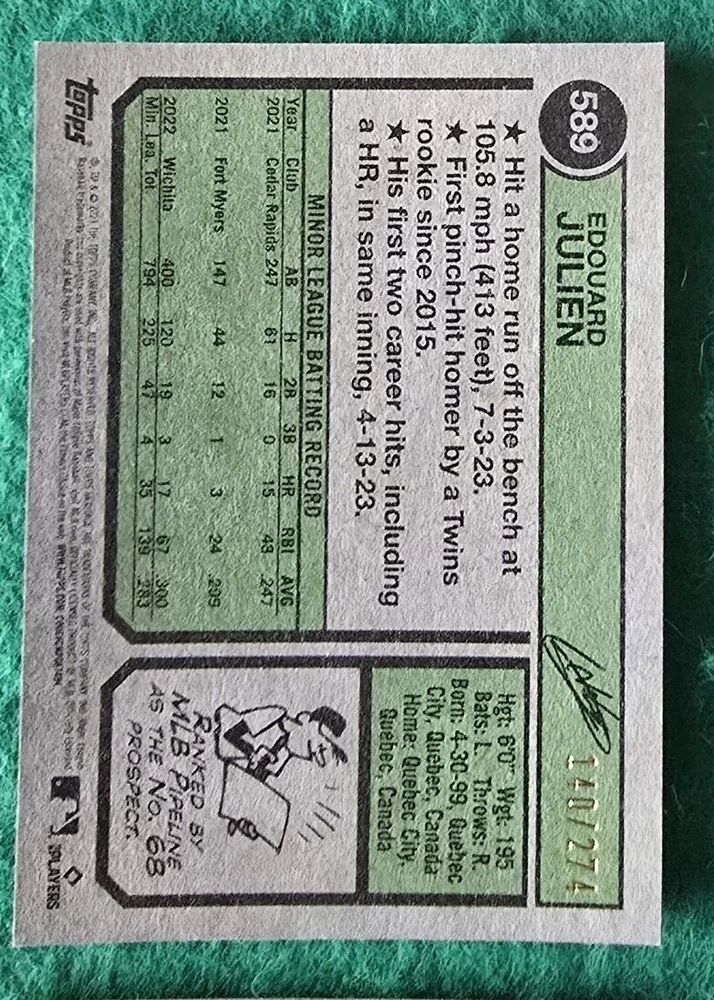 589
EDOUARD
JULIEN
140/274
★ Hit a home run off the bench at
105.8 mph (413 feet), 7-3-23.
★ First pinch-hit homer by a Twins
rookie since 2015.
★ His first two career hits, including
a HR, in same inning, 4-13-23.
Hgt: 6'0" Wgt: 195
Bats: L. Throws: R.
Born: 4-30-99, Quebec
City, Quebec, Canada
Home: Quebec City,
Quebec, Canada
MINOR LEAGUE BATTING RECORD
Year Club AB H 2B 3B HR RBI AVG
2021 Cedar Rapids 247 61 16 0 15 48 .247
2021 Fort Myers 147 44 12 1 3 24 .299
2022 Wichita 400 120 19 3 17 67 .300
Min. Lea. Tot 794 225 47 4 35 139 .283
RANKED BY
MLB PIPELINE
AS THE NO. 68
PROSPECT.
topps
PLAYERS